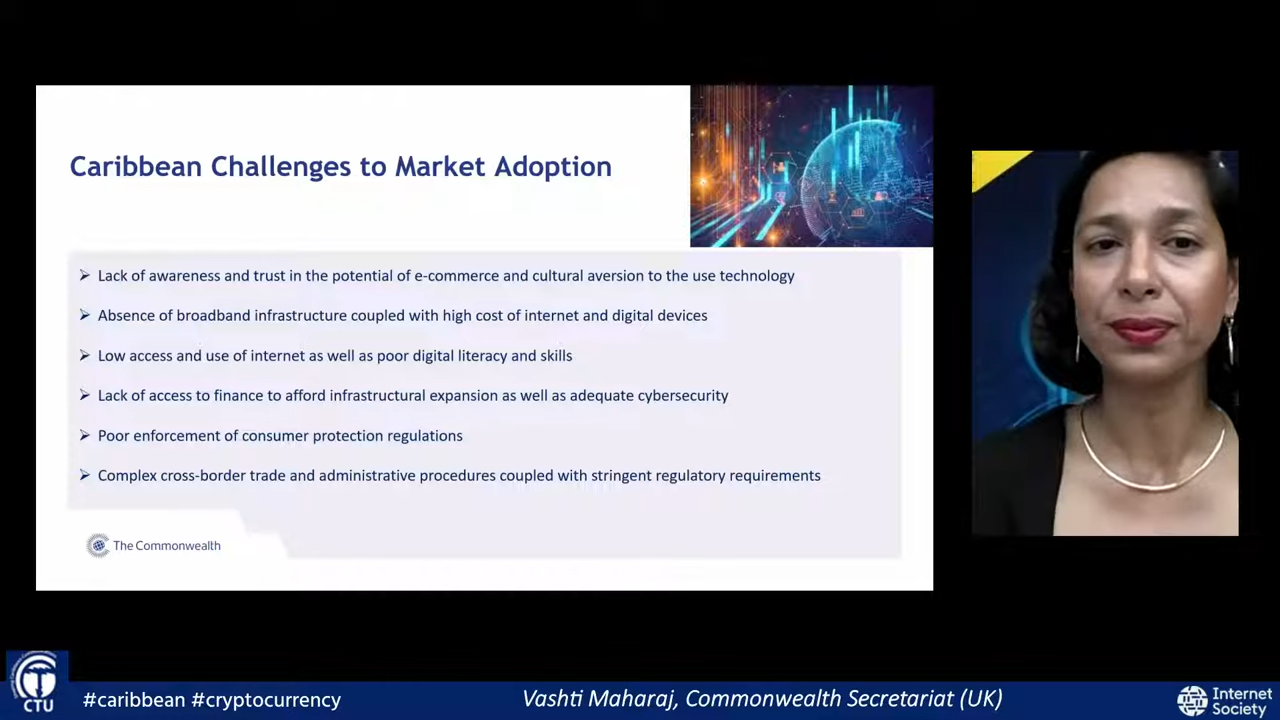 Caribbean Challenges to Market Adoption
➢ Lack of awareness and trust in the potential of e-commerce and cultural aversion to the use technology
➢ Absence of broadband infrastructure coupled with high cost of internet and digital devices
➢ Low access and use of internet as well as poor digital literacy and skills
➢ Lack of access to finance to afford infrastructural expansion as well as adequate cybersecurity
➢ Poor enforcement of consumer protection regulations
➢ Complex cross-border trade and administrative procedures coupled with stringent regulatory requirements
The Commonwealth
CTU
#caribbean #cryptocurrency
Vashti Maharaj, Commonwealth Secretariat (UK)
Internet
Society